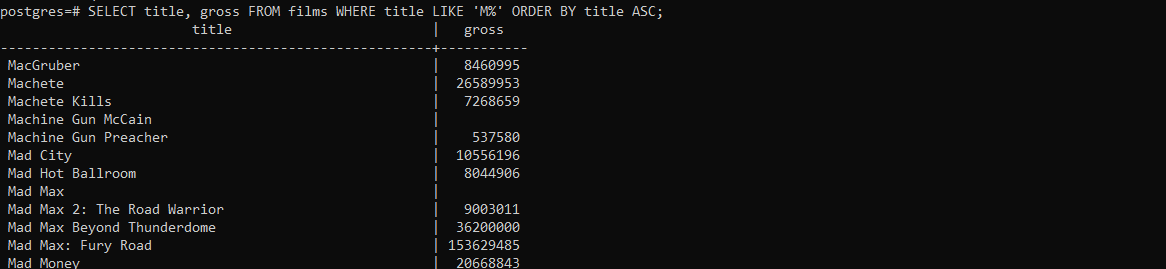 postgres=# SELECT title, gross FROM films WHERE title LIKE 'M%' ORDER BY title ASC;
title | gross
------------------------------------------------------+-----------
MacGruber | 8460995
Machete | 26589953
Machete Kills | 7268659
Machine Gun McCain |
Machine Gun Preacher | 537580
Mad City | 10556196
Mad Hot Ballroom | 8044906
Mad Max |
Mad Max 2: The Road Warrior | 9003011
Mad Max Beyond Thunderdome | 36200000
Mad Max: Fury Road | 153629485
Mad Money | 20668843